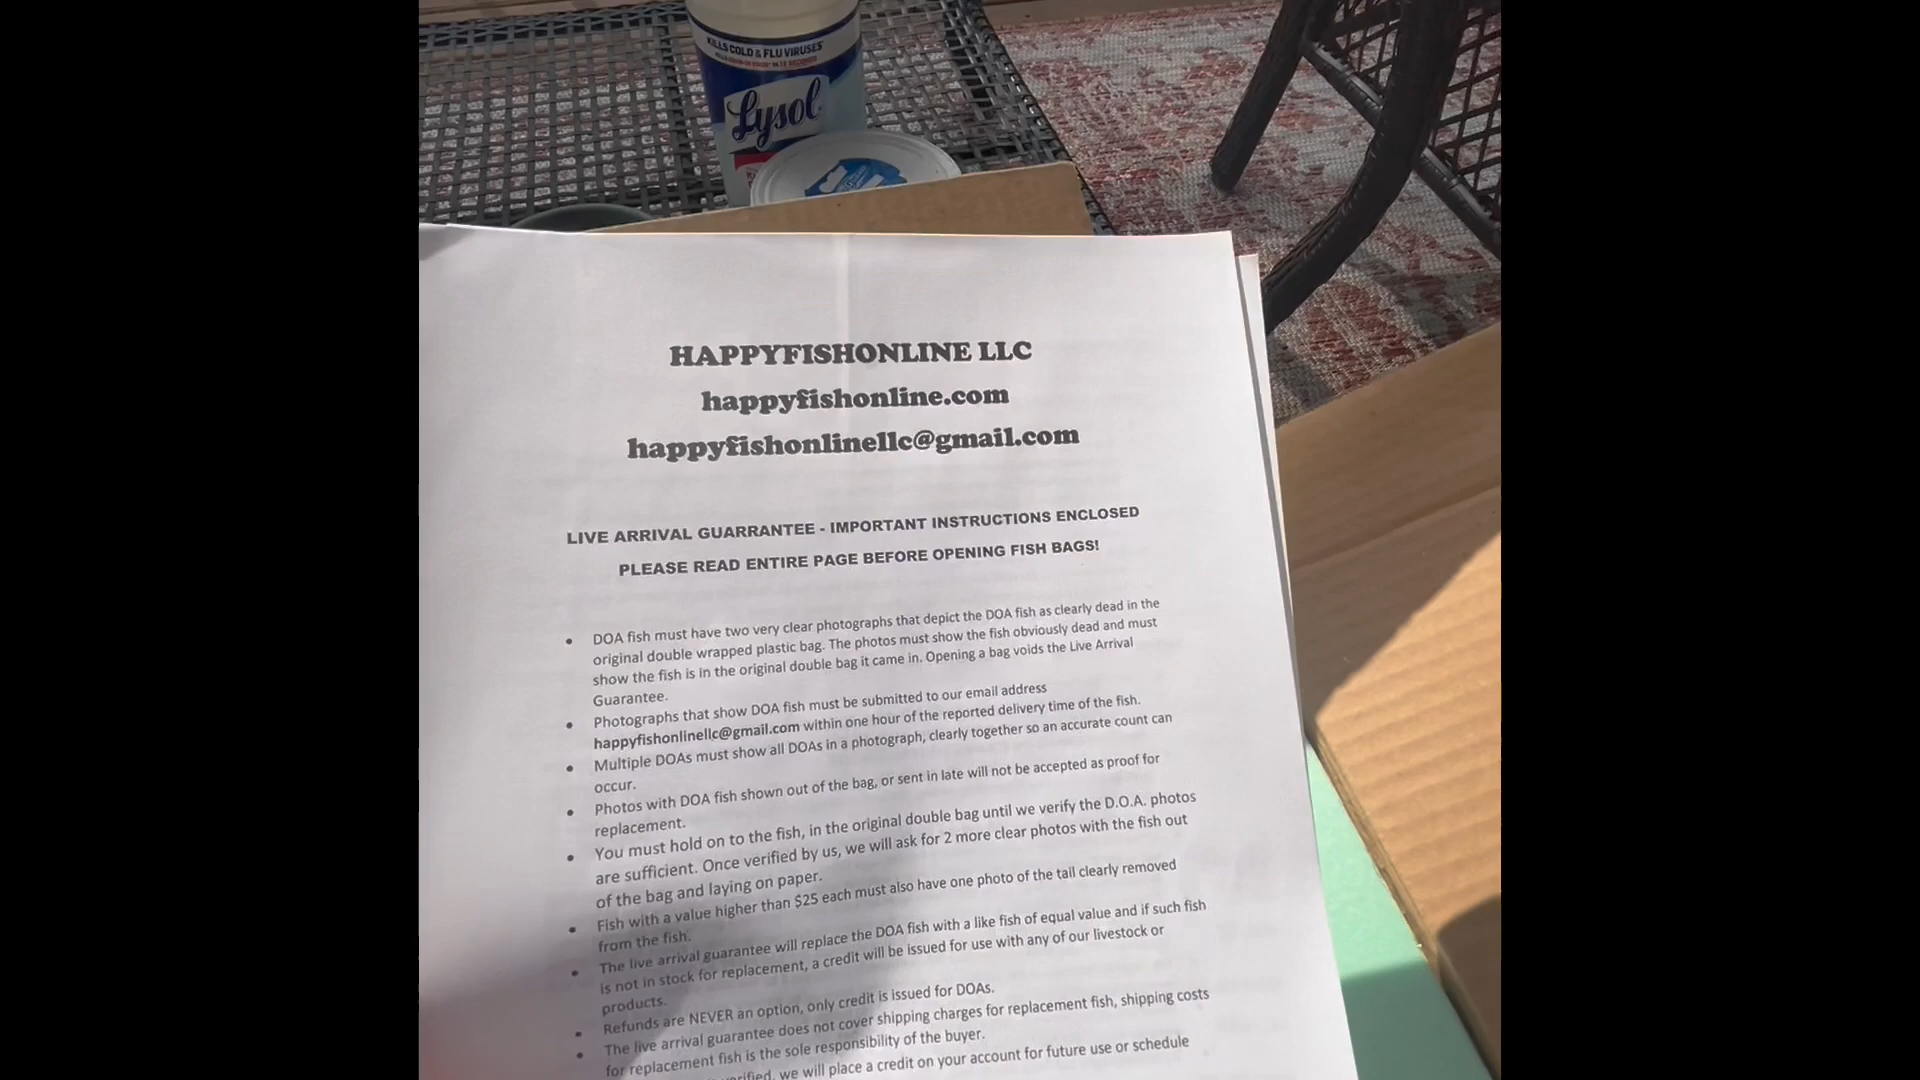 KILLS COLD & FLU VIRUSES
Lysol
HAPPYFISHONLINE LLC
happyfishonline.com
happyfishonlinellc@gmail.com
LIVE ARRIVAL GUARRANTEE - IMPORTANT INSTRUCTIONS ENCLOSED
PLEASE READ ENTIRE PAGE BEFORE OPENING FISH BAGS!
• DOA fish must have two very clear photographs that depict the DOA fish as clearly dead in the
original double wrapped plastic bag. The photos must show the fish obviously dead and must
show the fish is in the original double bag it came in. Opening a bag voids the Live Arrival
Guarantee.
• Photographs that show DOA fish must be submitted to our email address
happyfishonlinellc@gmail.com within one hour of the reported delivery time of the fish.
• Multiple DOAs must show all DOAs in a photograph, clearly together so an accurate count can
occur.
• Photos with DOA fish shown out of the bag, or sent in late will not be accepted as proof for
replacement.
• You must hold on to the fish, in the original double bag until we verify the D.O.A. photos
are sufficient. Once verified by us, we will ask for 2 more clear photos with the fish out
of the bag and laying on paper.
• Fish with a value higher than $25 each must also have one photo of the tail clearly removed
from the fish.
• The live arrival guarantee will replace the DOA fish with a like fish of equal value and if such fish
is not in stock for replacement, a credit will be issued for use with any of our livestock or
products.
• Refunds are NEVER an option, only credit is issued for DOAs.
• The live arrival guarantee does not cover shipping charges for replacement fish, shipping costs
for replacement fish is the sole responsibility of the buyer.
we will place a credit on your account for future use or schedule